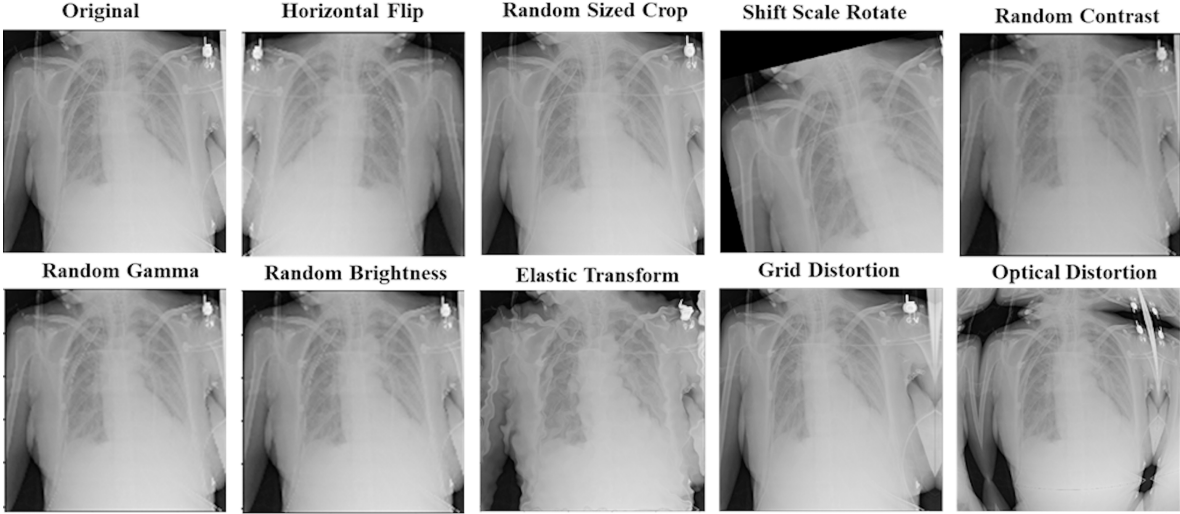 Original
Horizontal Flip
Random Sized Crop
Shift Scale Rotate
Random Contrast
Random Gamma
Random Brightness
Elastic Transform
Grid Distortion
Optical Distortion